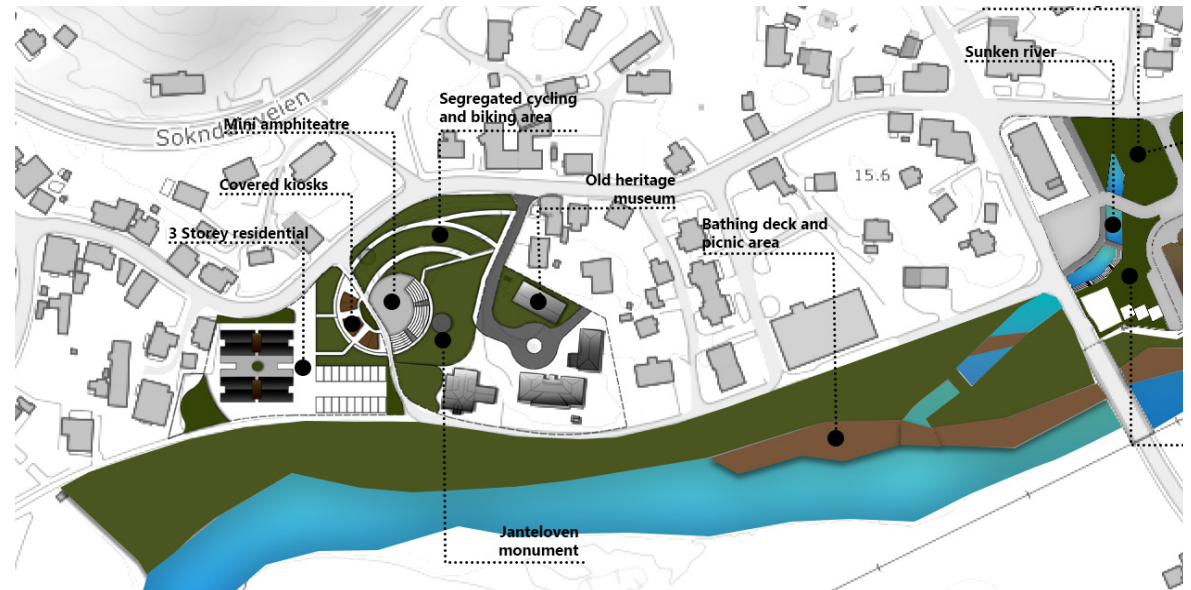 Sunken river
Segregated cycling
and biking area
Mini amphiteatre
Old heritage
museum
15.6
Covered kiosks
Bathing deck and
picnic area
3 Storey residential
Janteloven
monument